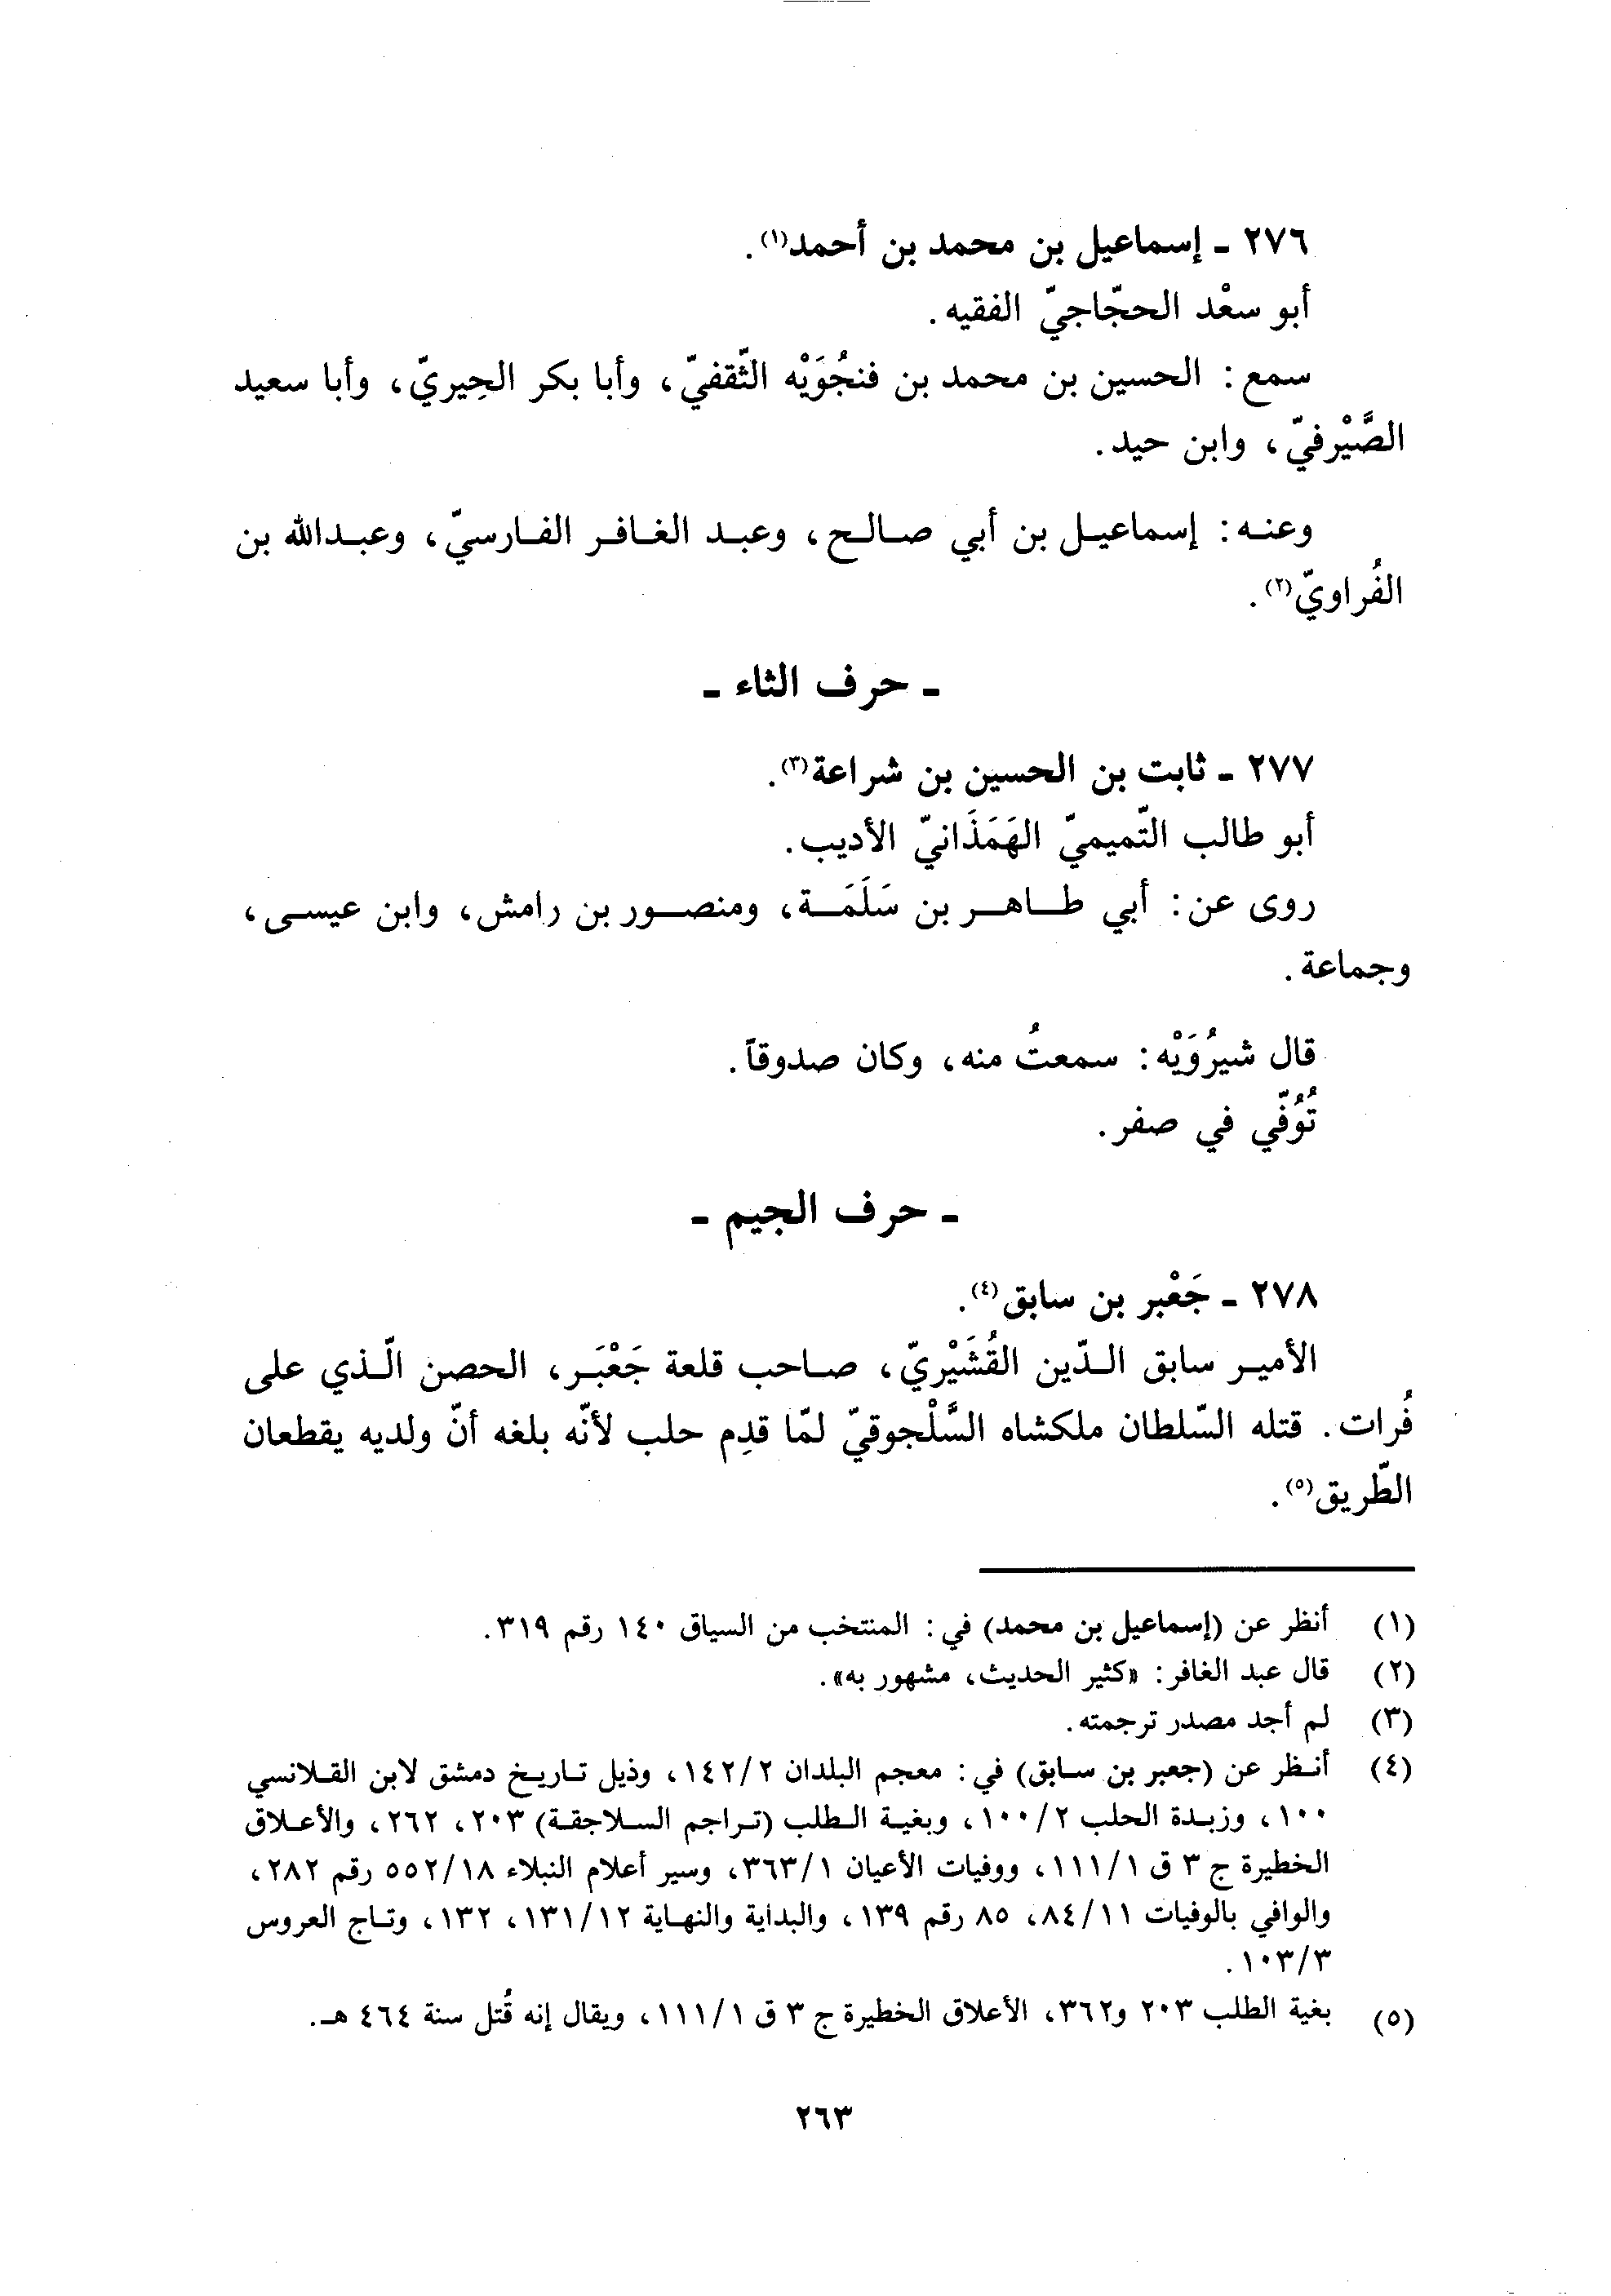 ٢٧٦ ـ إسماعيل بن محمد بن أحمد(١).
أبو سعْد الحجّاجيّ الفقيه.
سمع: الحسين بن محمد بن فنجُوَيْه الثّقفيّ، وأبا بكر الحِيريّ، وأبا سعيد
الصَّيْرفيّ، وابن حيد.
وعنه: إسماعيل بن أبي صالح، وعبد الغافر الفارسيّ، وعبدالله بن
الفُراويّ(٢).
ـ حرف الثاء ـ
٢٧٧ ـ ثابت بن الحسين بن شراعة(٣).
أبو طالب التّميميّ الهَمَذَانيّ الأديب.
روى عن: أبي طاهر بن سَلَمَة، ومنصور بن رامش، وابن عيسى،
وجماعة.
قال شيرُوَيْه: سمعتُ منه، وكان صدوقاً.
تُوُفّي في صفر.
ـ حرف الجيم ـ
٢٧٨ ـ جَعْبر بن سابق(٤).
الأمير سابق الدّين القُشَيْريّ، صاحب قلعة جَعْبَر، الحصن الّذي على
فُرات. قتله السّلطان ملكشاه السَّلْجوقيّ لمّا قدِم حلب لأنّه بلغه أنّ ولديه يقطعان
الطّريق(٥).
(١) أنظر عن (إسماعيل بن محمد) في: المنتخب من السياق ١٤٠ رقم ٣١٩.
(٢) قال عبد الغافر: «كثير الحديث، مشهور به».
(٣) لم أجد مصدر ترجمته.
(٤) أنظر عن (جعبر بن سابق) في: معجم البلدان ١٤٢/٢، وذيل تاريخ دمشق لابن القلانسي
١٠٠، وزبدة الحلب ١٠٠/٢، وبغية الطلب (تراجم السلاجقة) ٢٠٣، ٢٦٢، والأعلاق
الخطيرة ج ٣ ق ١١١/١، ووفيات الأعيان ٣٦٣/١، وسير أعلام النبلاء ٥٥٢/١٨ رقم ٢٨٢،
والوافي بالوفيات ٨٤/١١، ٨٥ رقم ١٣٩، والبداية والنهاية ١٣١/١٢، ١٣٢، وتاج العروس
١٠٣/٣.
(٥) بغية الطلب ٢٠٣ و٣٦٢، الأعلاق الخطيرة ج ٣ ق ١١١/١، ويقال إنه قُتل سنة ٤٦٤ هـ.
٢٦٣